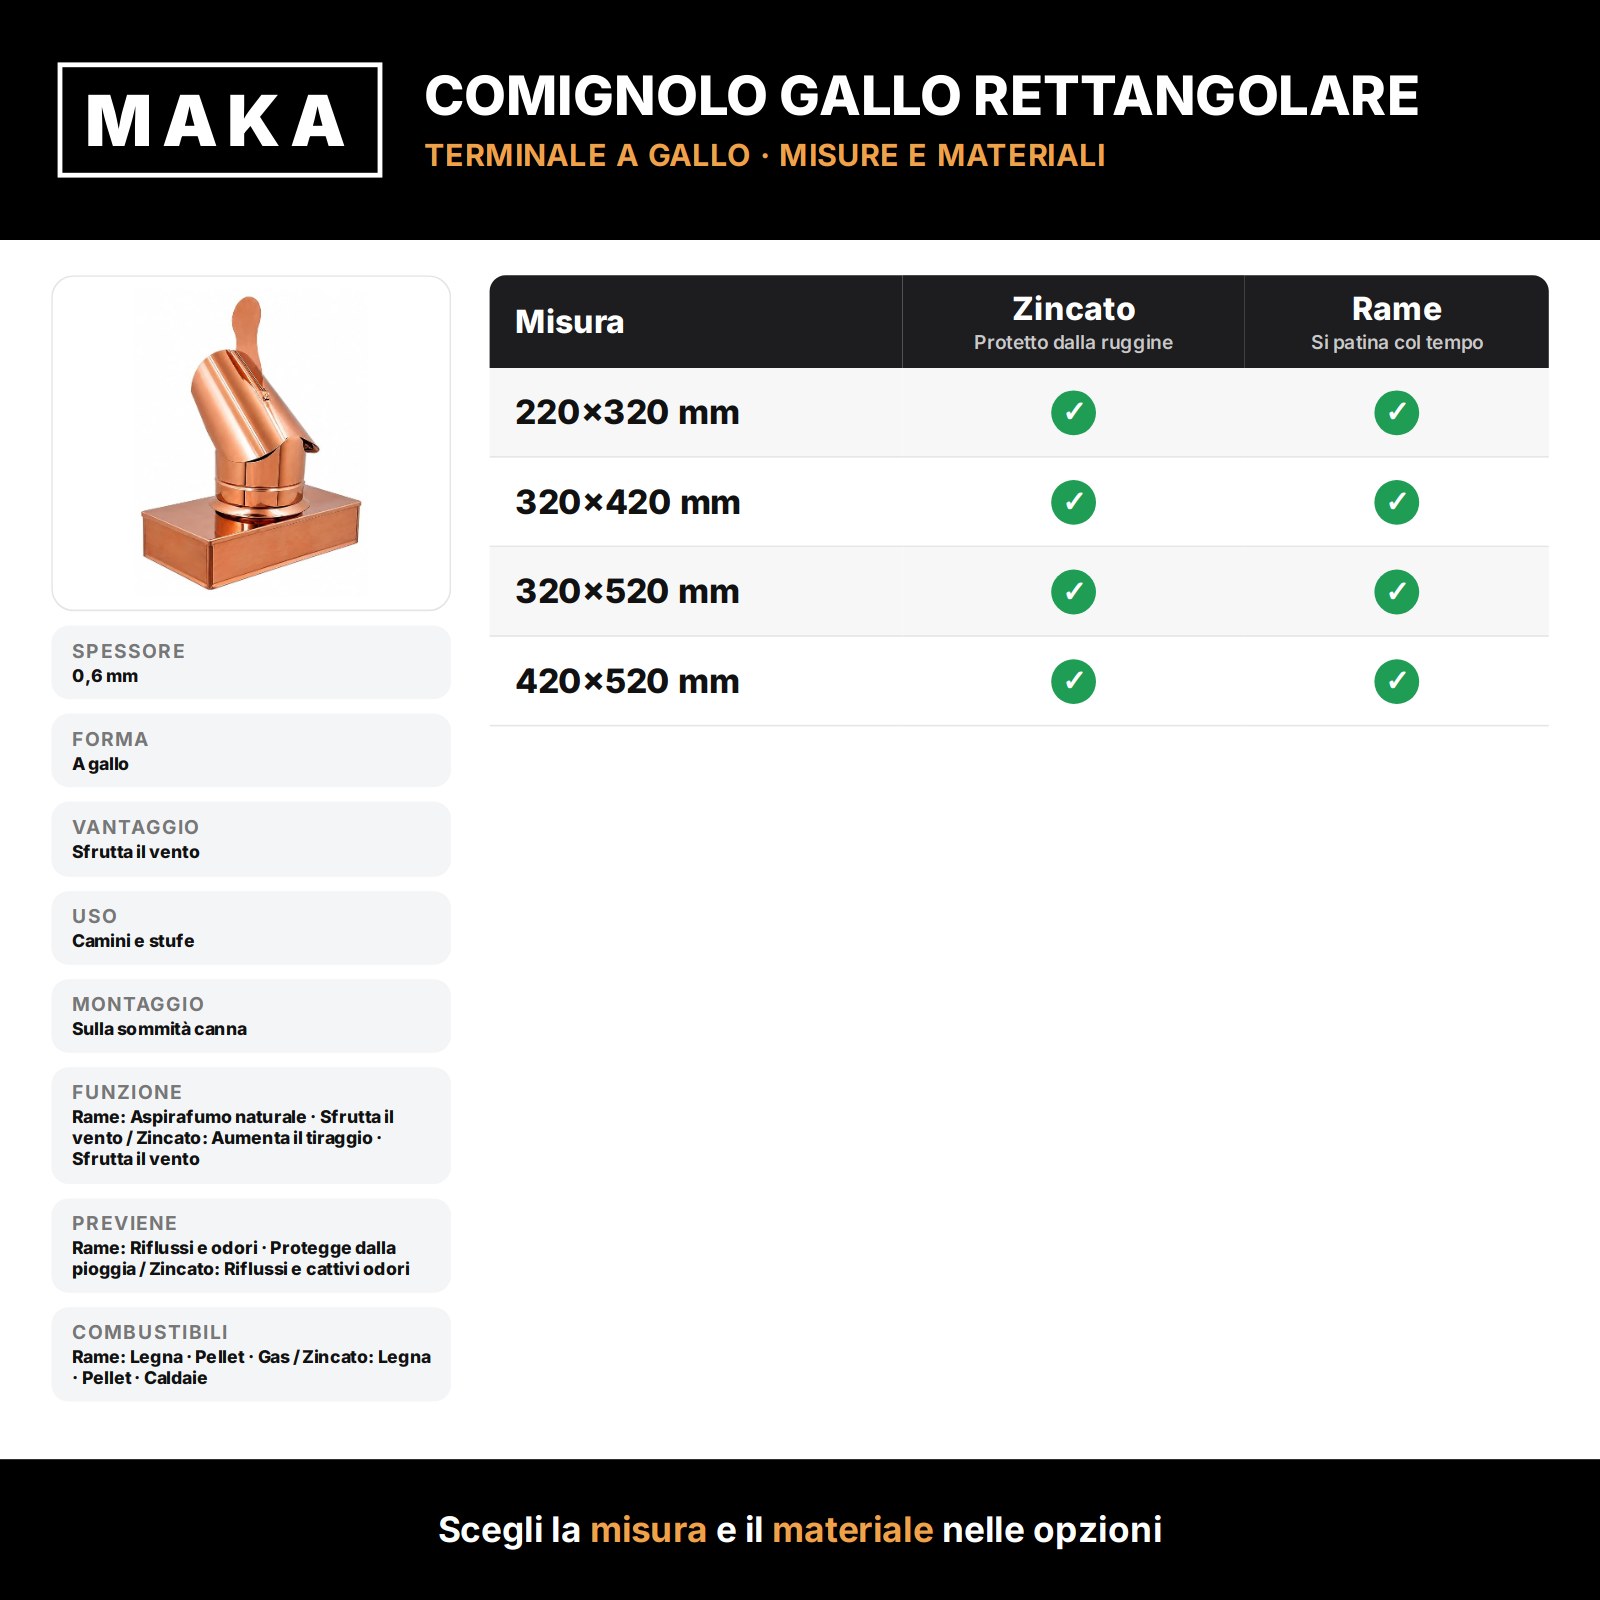 MAKA
COMIGNOLO GALLO RETTANGOLARE
TERMINALE A GALLO · MISURE E MATERIALI
SPESSORE
0,6 mm
FORMA
A gallo
VANTAGGIO
Sfrutta il vento
USO
Camini e stufe
MONTAGGIO
Sulla sommità canna
FUNZIONE
Rame: Aspirafumo naturale · Sfrutta il
vento / Zincato: Aumenta il tiraggio ·
Sfrutta il vento
PREVIENE
Rame: Riflussi e odori · Protegge dalla
pioggia / Zincato: Riflussi e cattivi odori
COMBUSTIBILI
Rame: Legna · Pellet · Gas / Zincato: Legna
· Pellet · Caldaie
Misura Zincato Rame
Protetto dalla ruggine Si patina col tempo
220×320 mm ✓ ✓
320×420 mm ✓ ✓
320×520 mm ✓ ✓
420×520 mm ✓ ✓
Scegli la misura e il materiale nelle opzioni